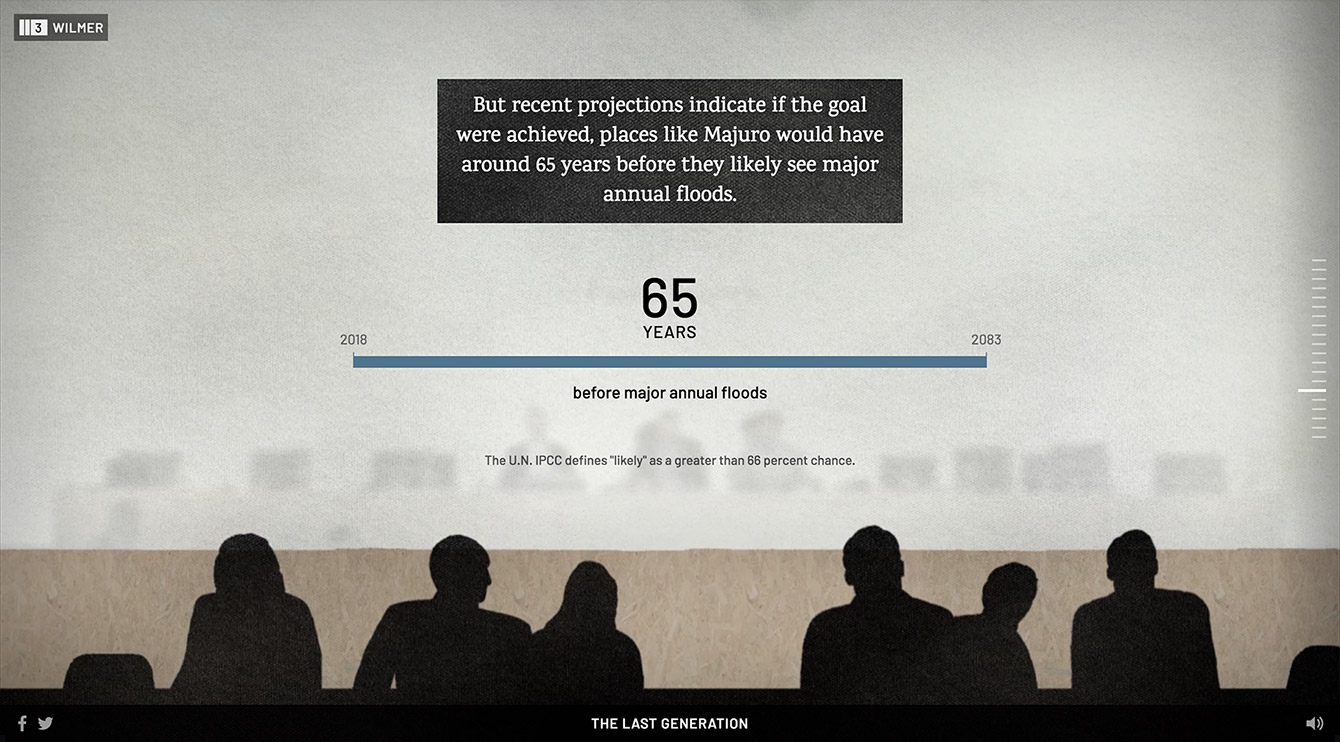 3 WILMER
But recent projections indicate if the goal
were achieved, places like Majuro would have
around 65 years before they likely see major
annual floods.
65
YEARS
2018
2083
before major annual floods
The U.N. IPCC defines "likely" as a greater than 66 percent chance.
THE LAST GENERATION